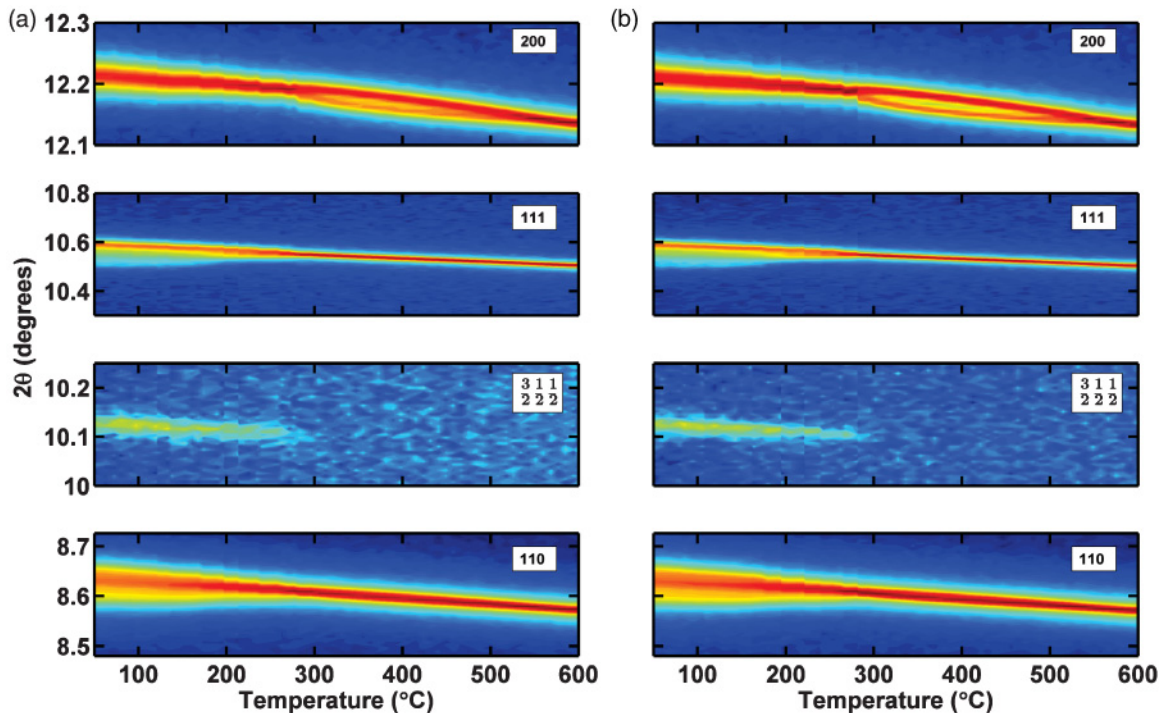 (a)
12.3
12.2
12.1
200
10.8
10.6
10.4
111
10.2
10.1
10
3/2 1/2 1/2
8.7
8.6
8.5
110
2θ (degrees)
100 200 300 400 500 600
Temperature (°C)
(b)
200
111
3/2 1/2 1/2
110
100 200 300 400 500 600
Temperature (°C)